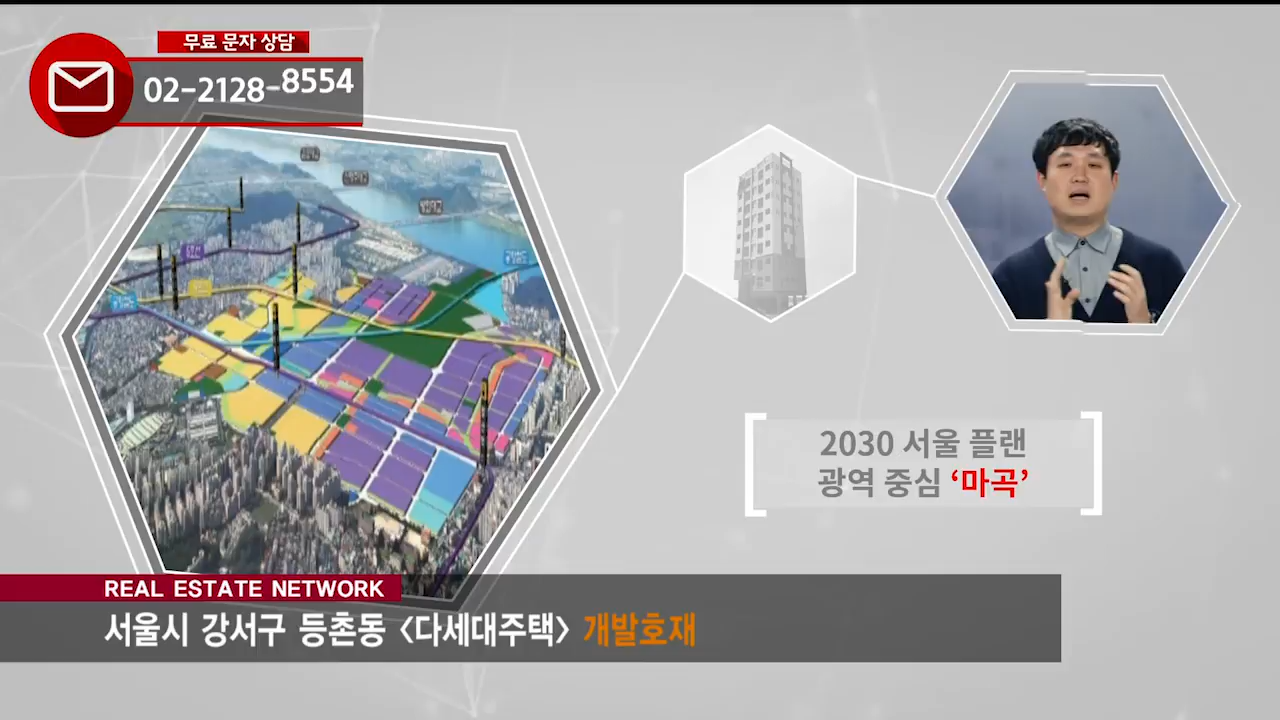 무료 문자 상담
02-2128-8554
2030 서울 플랜
광역 중심 ‘마곡’
REAL ESTATE NETWORK
서울시 강서구 등촌동 <다세대주택> 개발호재